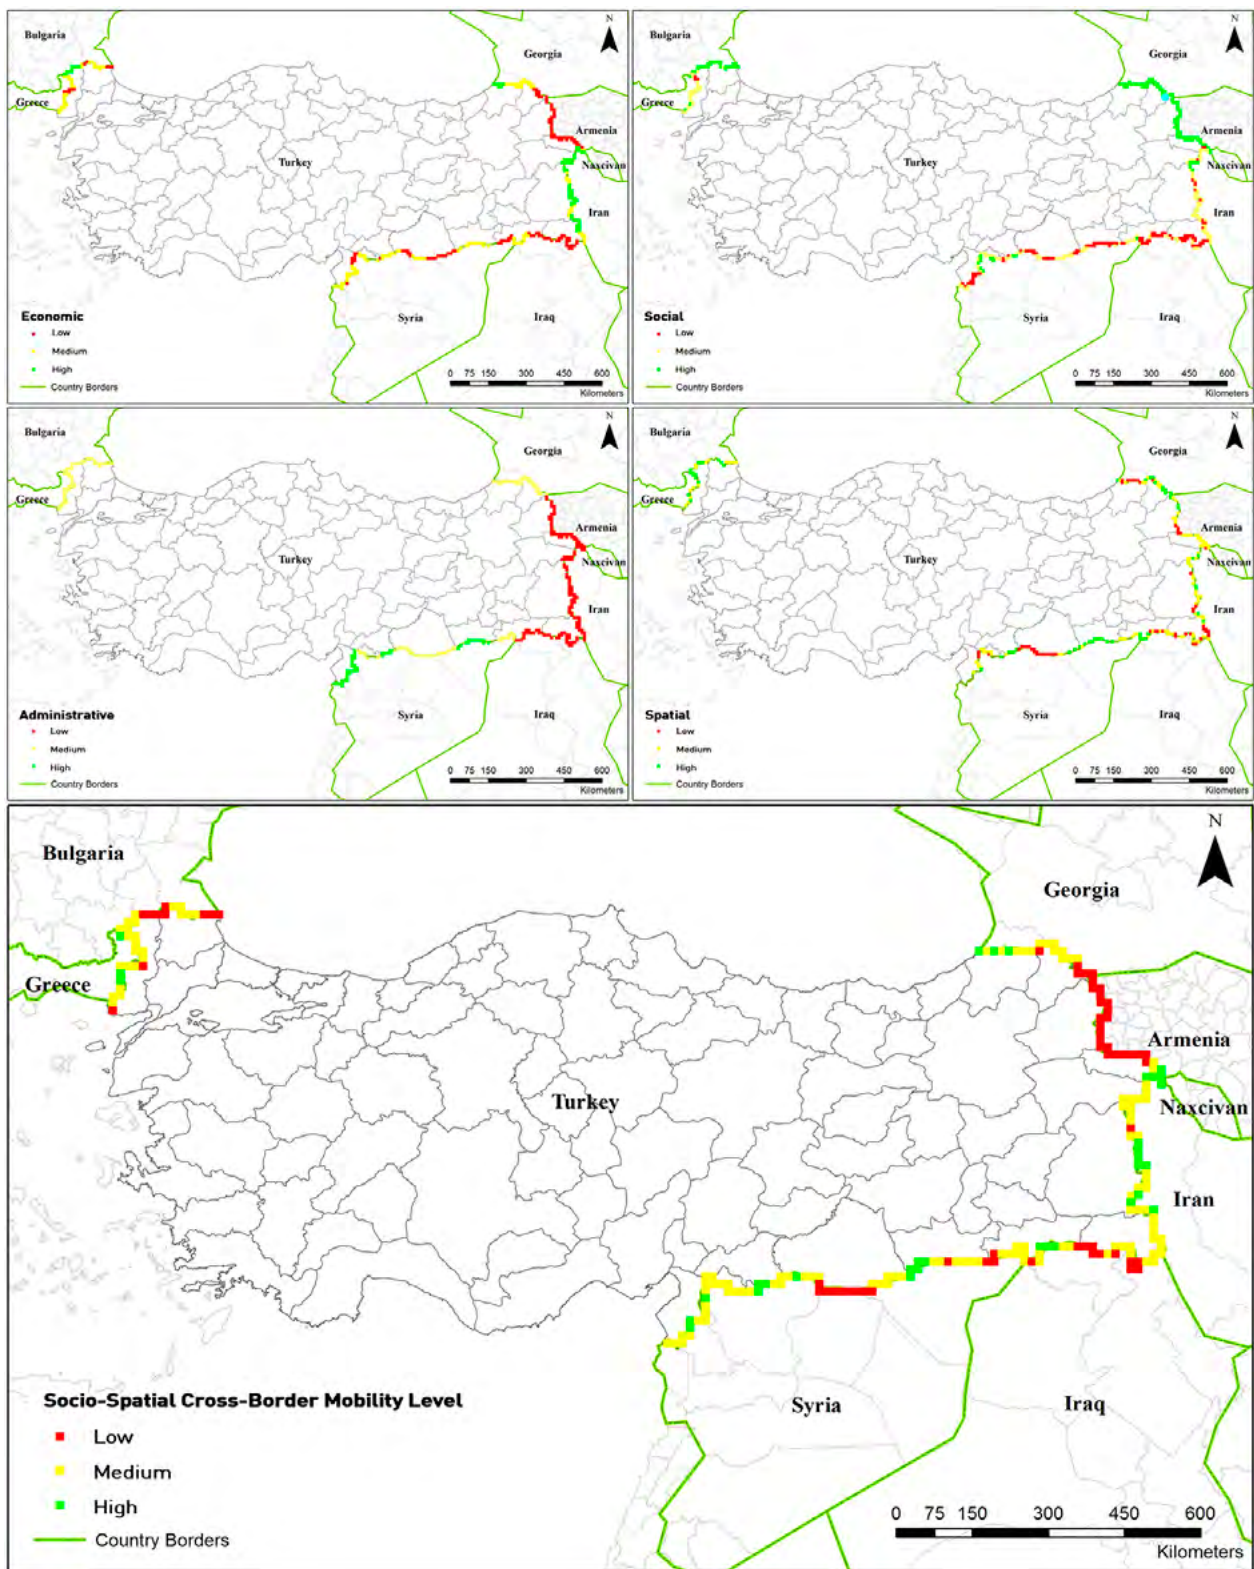 N
Bulgaria
Georgia
Greece
Armenia
Naxcivan
Turkey
Iran
Syria
Iraq
Economic
Low
Medium
High
Country Borders
0 75 150 300 450 600
Kilometers
N
Bulgaria
Georgia
Greece
Armenia
Naxcivan
Turkey
Iran
Syria
Iraq
Social
Low
Medium
High
Country Borders
0 75 150 300 450 600
Kilometers
N
Bulgaria
Georgia
Greece
Armenia
Naxcivan
Turkey
Iran
Syria
Iraq
Administrative
Low
Medium
High
Country Borders
0 75 150 300 450 600
Kilometers
N
Bulgaria
Georgia
Greece
Armenia
Naxcivan
Turkey
Iran
Syria
Iraq
Spatial
Low
Medium
High
Country Borders
0 75 150 300 450 600
Kilometers
N
Bulgaria
Georgia
Greece
Armenia
Turkey
Naxcivan
Iran
Syria
Iraq
Socio-Spatial Cross-Border Mobility Level
Low
Medium
High
Country Borders
0 75 150 300 450 600
Kilometers